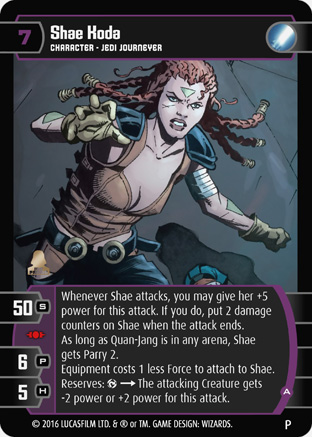 7
Shae Koda
CHARACTER - JEDI JOURNEYER
50 S
6 P
5 H
Whenever Shae attacks, you may give her +5
power for this attack. If you do, put 2 damage
counters on Shae when the attack ends.
As long as Quan-Jang is in any arena, Shae
gets Parry 2.
Equipment costs 1 less Force to attach to Shae.
Reserves: → The attacking Creature gets
-2 power or +2 power for this attack.
A
© 2016 LUCASFILM LTD. & ® OR TM. GAME DESIGN: WIZARDS.
P